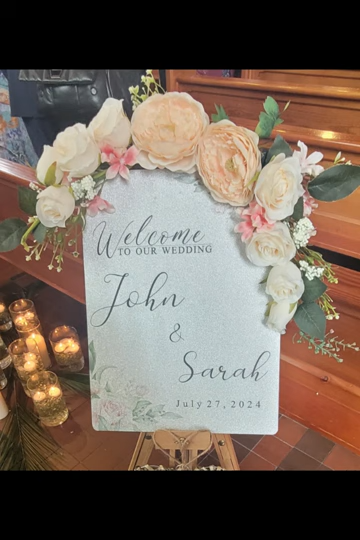 Welcome
TO OUR WEDDING
John
&
Sarah
July 27, 2024